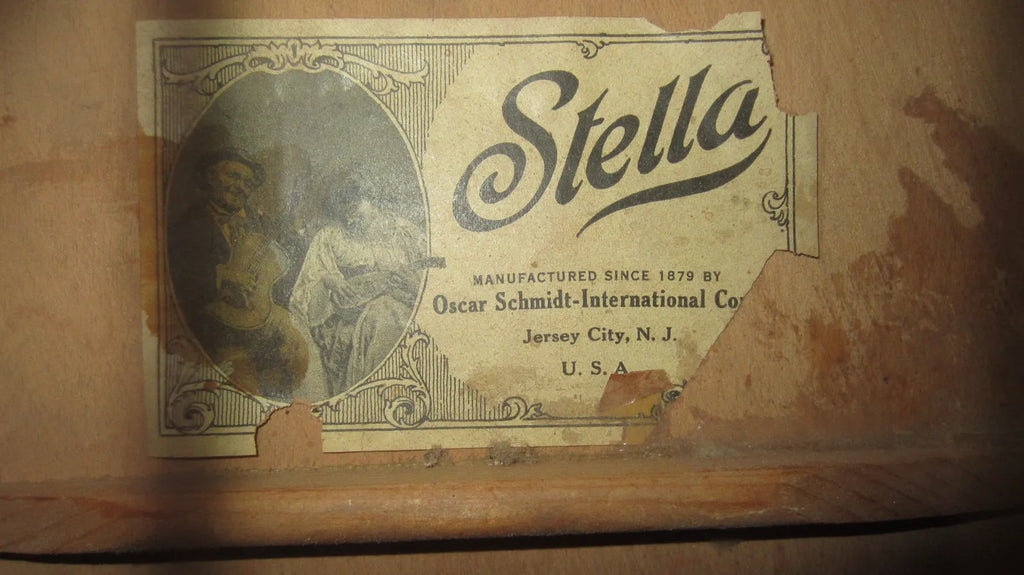 Stella
MANUFACTURED SINCE 1879 BY
Oscar Schmidt-International Co
Jersey City, N. J.
U. S. A